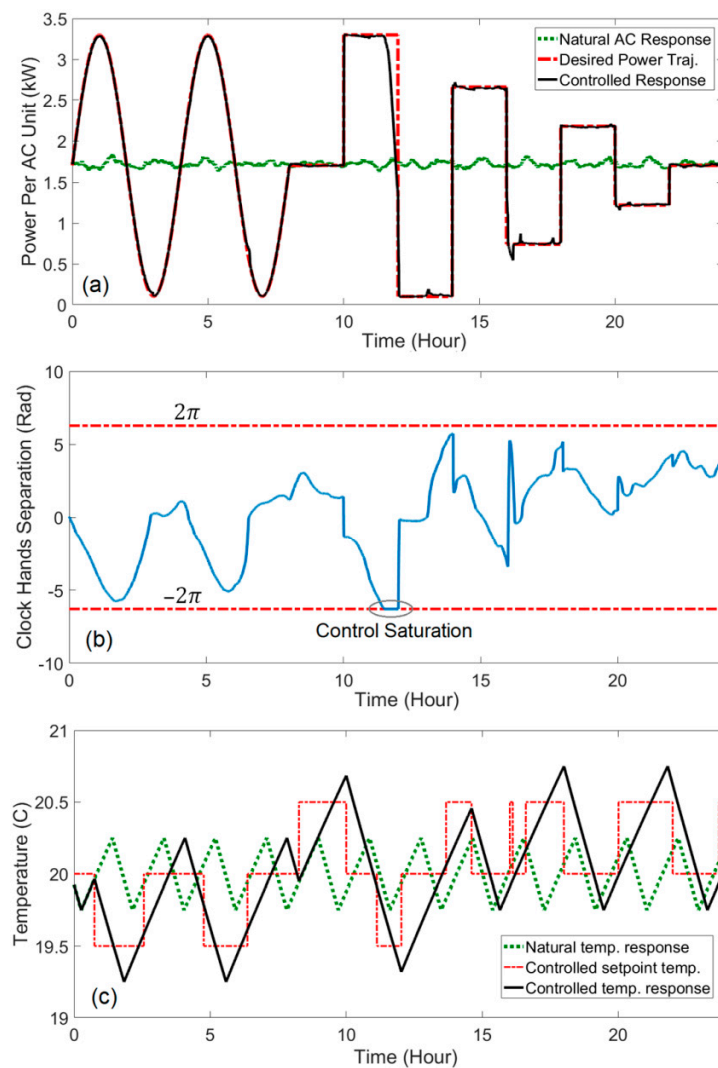 3.5
3
2.5
2
1.5
1
0.5
0
Power Per AC Unit (kW)
Natural AC Response
Desired Power Traj.
Controlled Response
(a)
0 5 10 15 20
Time (Hour)
10
5
0
-5
-10
Clock Hands Separation (Rad)
2π
−2π
Control Saturation
(b)
0 5 10 15 20
Time (Hour)
21
20.5
20
19.5
19
Temperature (C)
Natural temp. response
Controlled setpoint temp.
Controlled temp. response
(c)
0 5 10 15 20
Time (Hour)